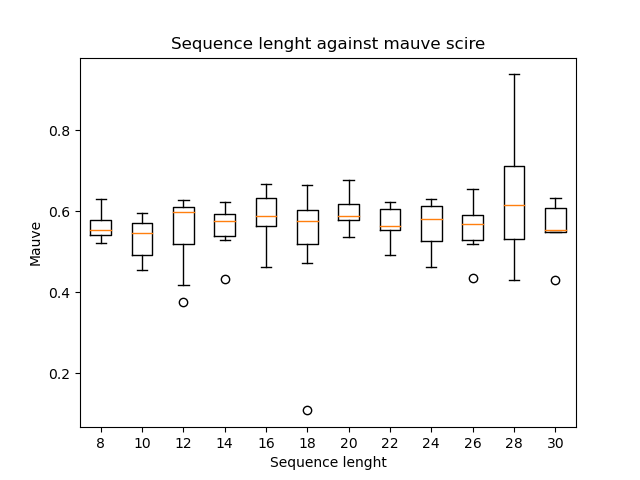 Sequence lenght against mauve scire
Mauve
0.8
0.6
0.4
0.2
8 10 12 14 16 18 20 22 24 26 28 30
Sequence lenght